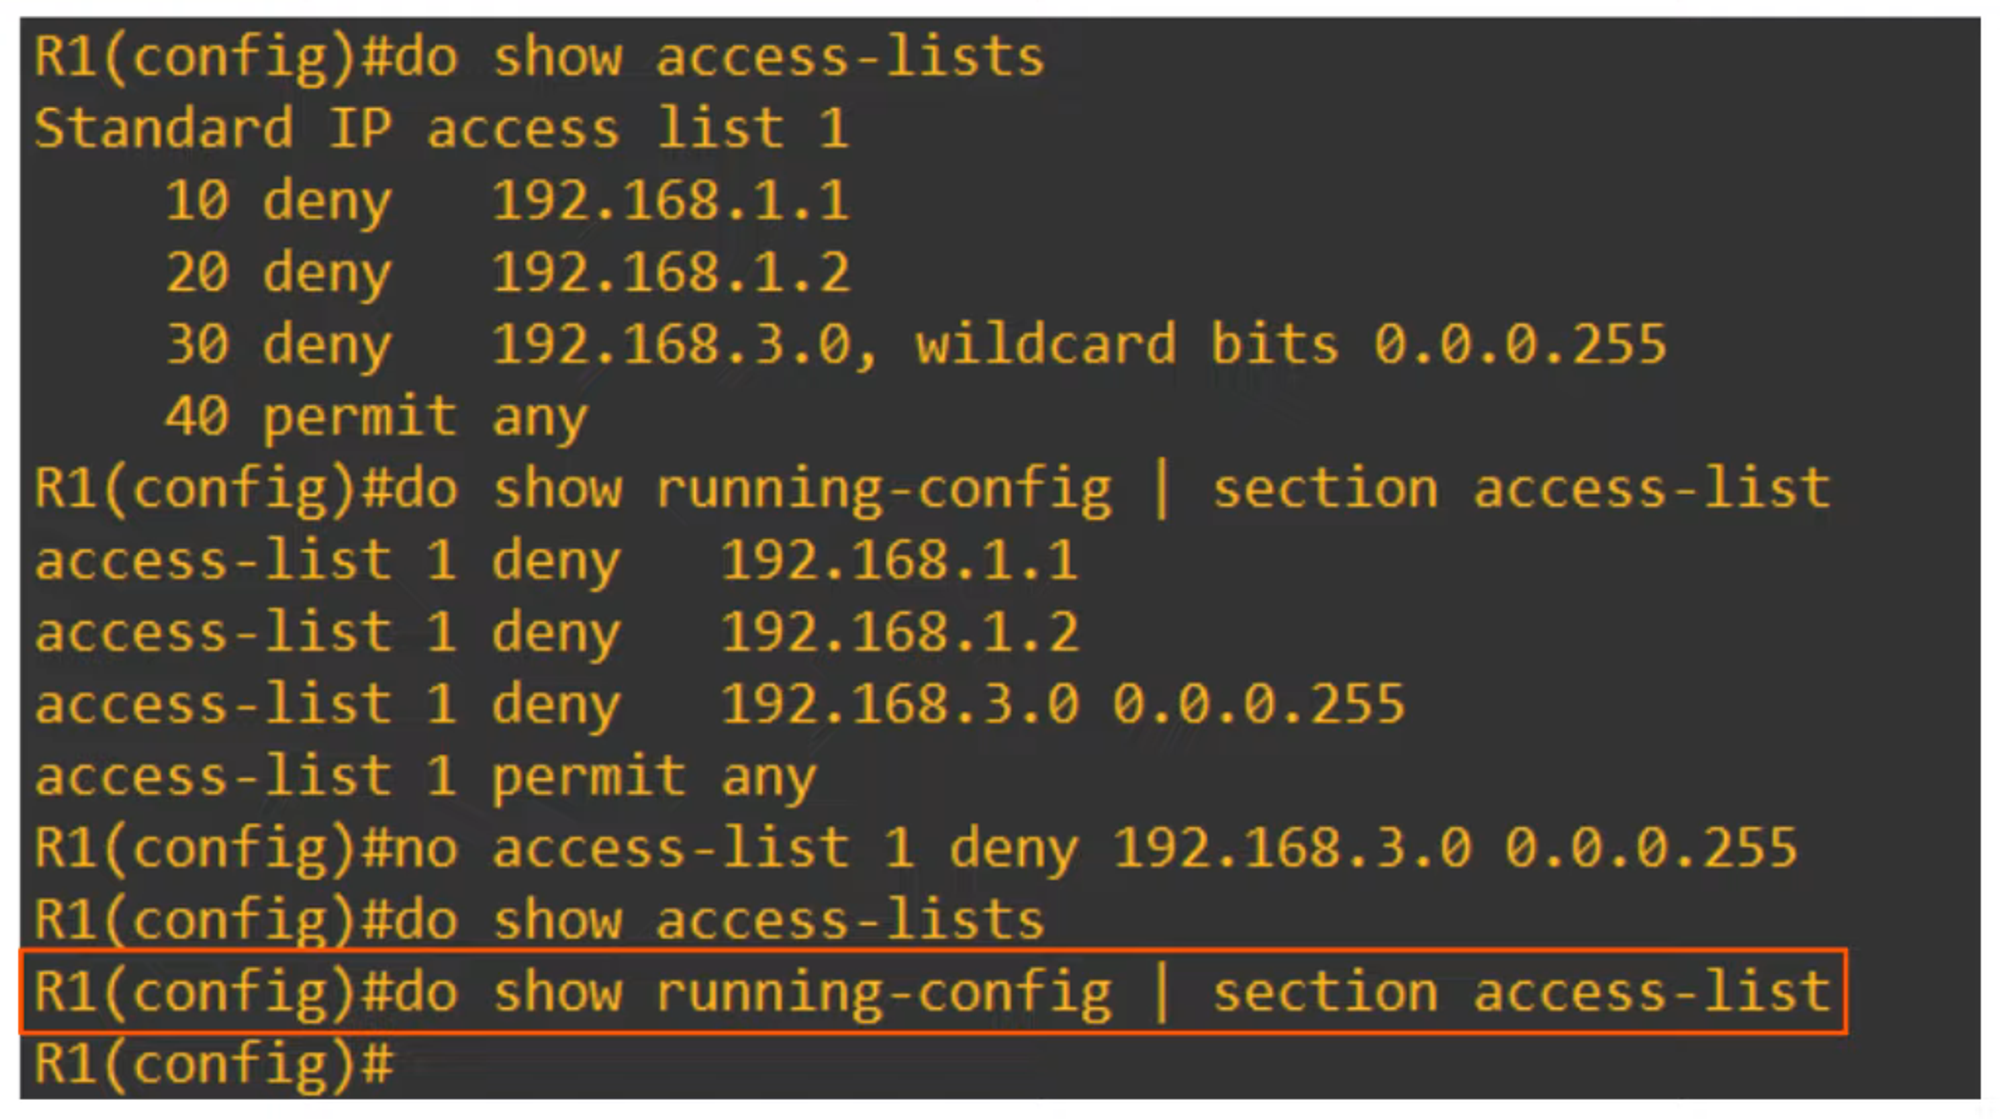 R1(config)#do show access-lists
Standard IP access list 1
    10 deny   192.168.1.1
    20 deny   192.168.1.2
    30 deny   192.168.3.0, wildcard bits 0.0.0.255
    40 permit any
R1(config)#do show running-config | section access-list
access-list 1 deny   192.168.1.1
access-list 1 deny   192.168.1.2
access-list 1 deny   192.168.3.0 0.0.0.255
access-list 1 permit any
R1(config)#no access-list 1 deny 192.168.3.0 0.0.0.255
R1(config)#do show access-lists
R1(config)#do show running-config | section access-list
R1(config)#